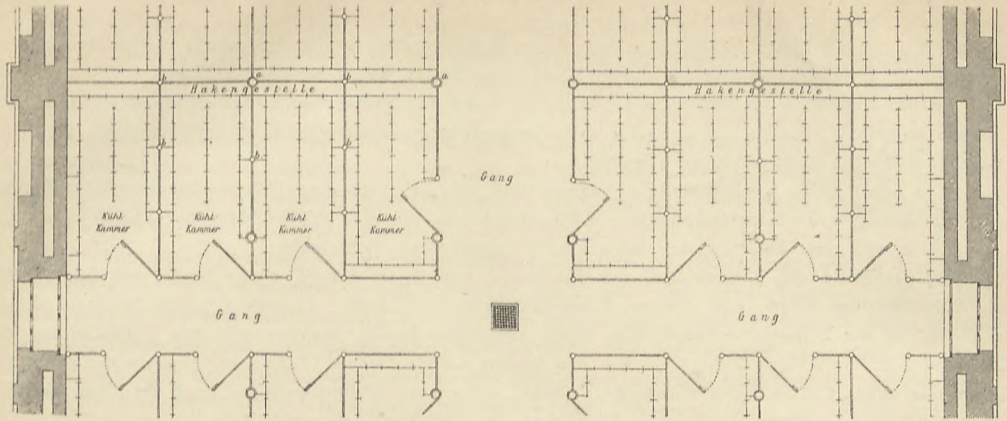 b a b a
Hakengestelle Hakengestelle
b b
b
Gang
Kühl- Kühl- Kühl- Kühl-
Kammer Kammer Kammer Kammer
Gang Gang